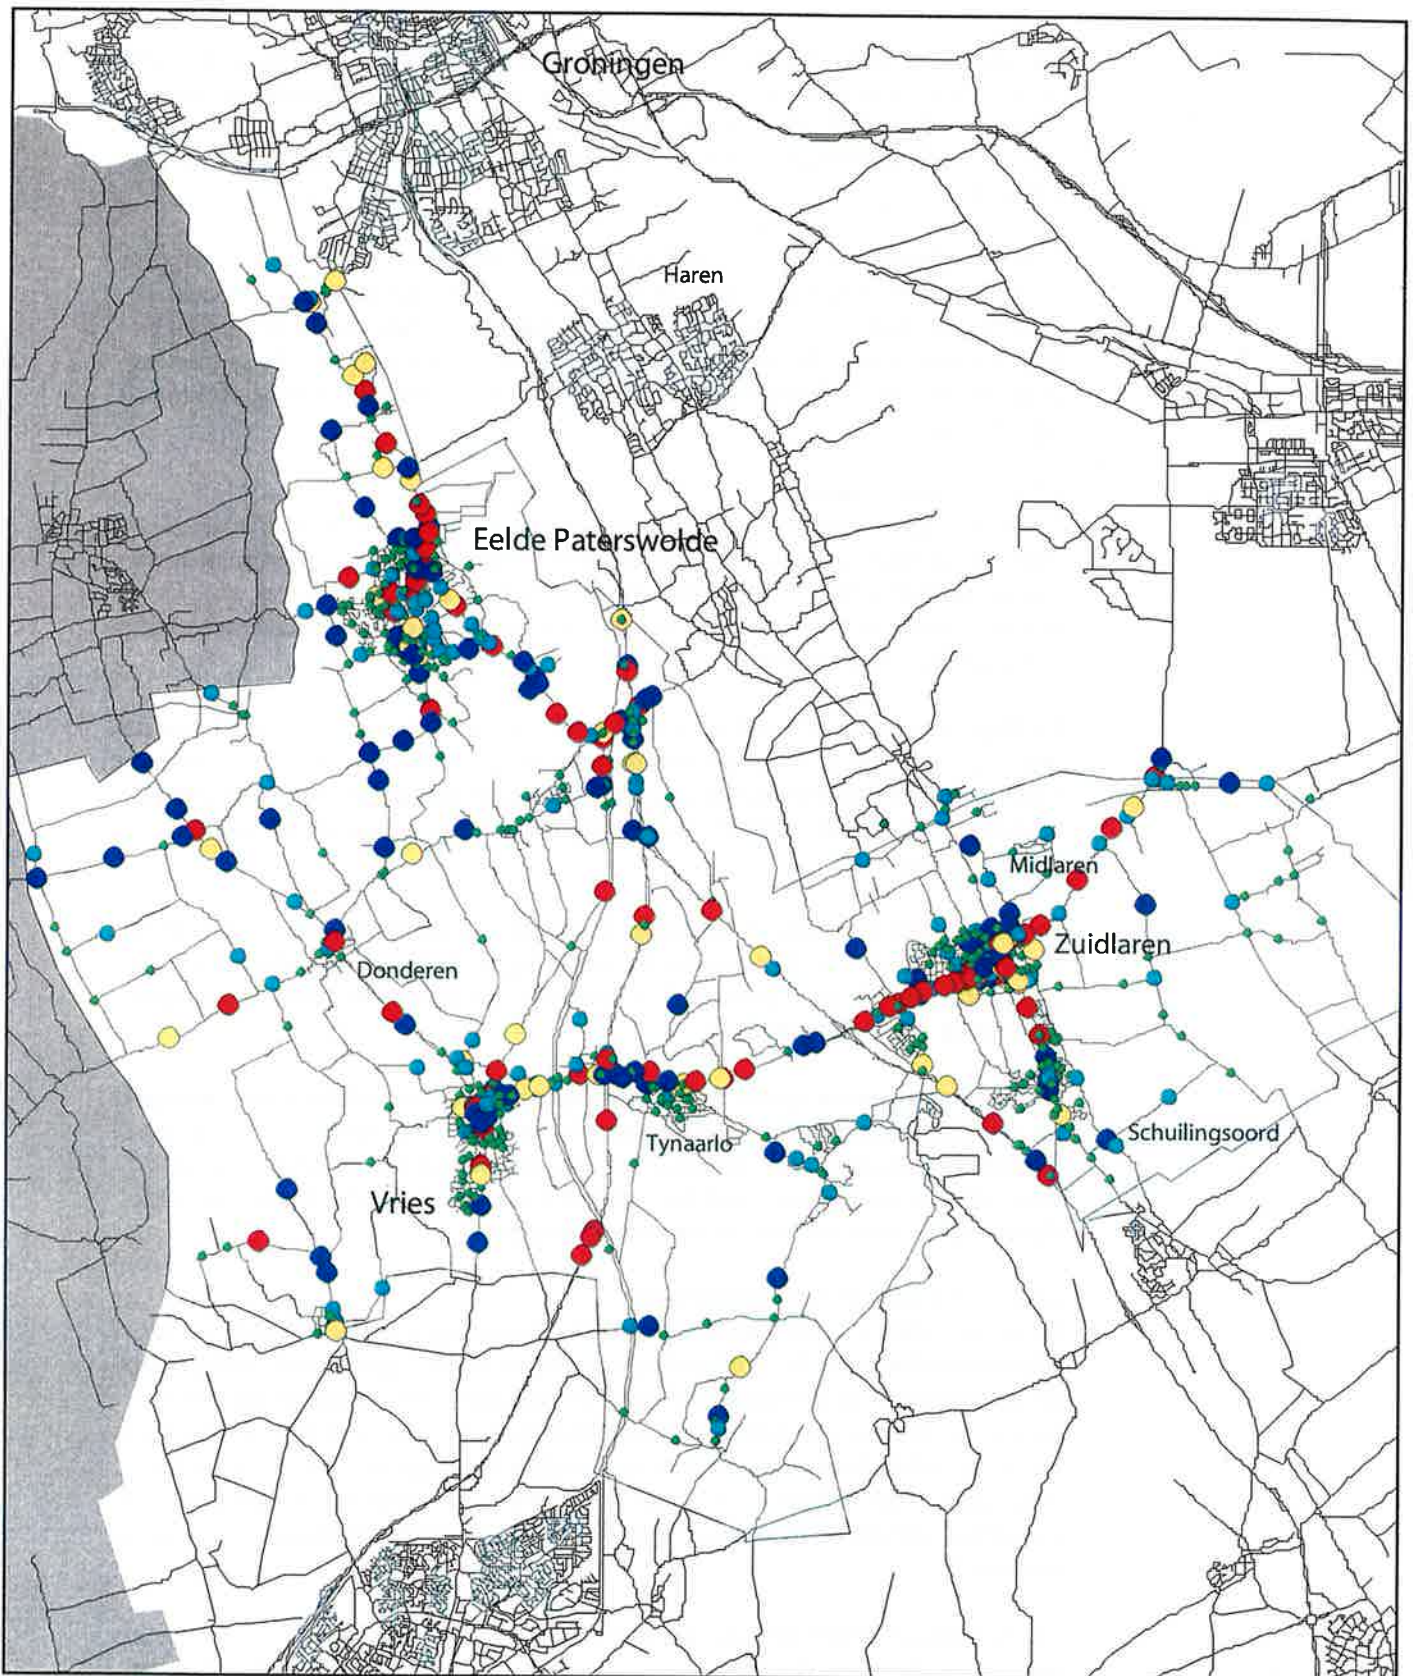 Groningen
Haren
Eelde Paterswolde
Midlaren
Zuidlaren
Donderen
Tynaarlo
Schuilingsoord
Vries